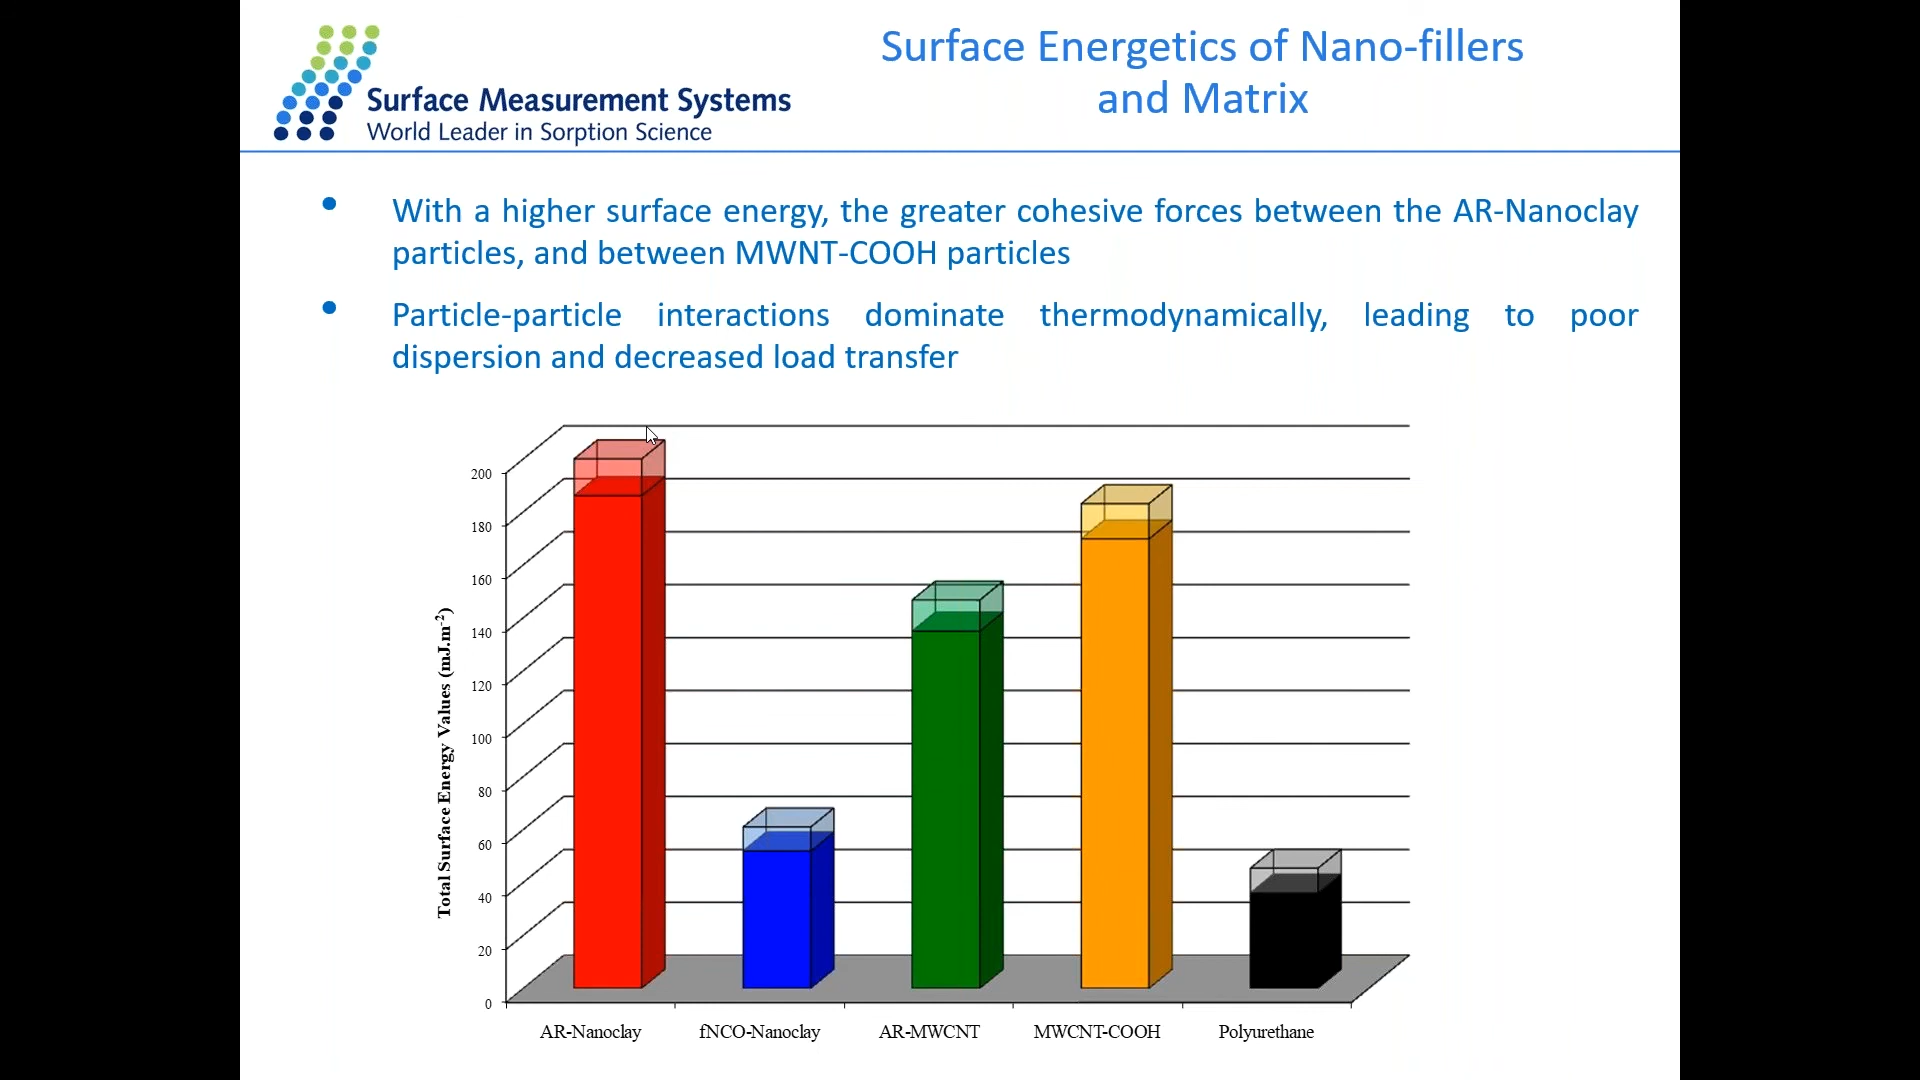 Surface Measurement Systems
World Leader in Sorption Science
Surface Energetics of Nano-fillers
and Matrix
• With a higher surface energy, the greater cohesive forces between the AR-Nanoclay
particles, and between MWNT-COOH particles
• Particle-particle interactions dominate thermodynamically, leading to poor
dispersion and decreased load transfer
Total Surface Energy Values (mJ.m⁻²)
200
180
160
140
120
100
80
60
40
20
0
AR-Nanoclay fNCO-Nanoclay AR-MWCNT MWCNT-COOH Polyurethane